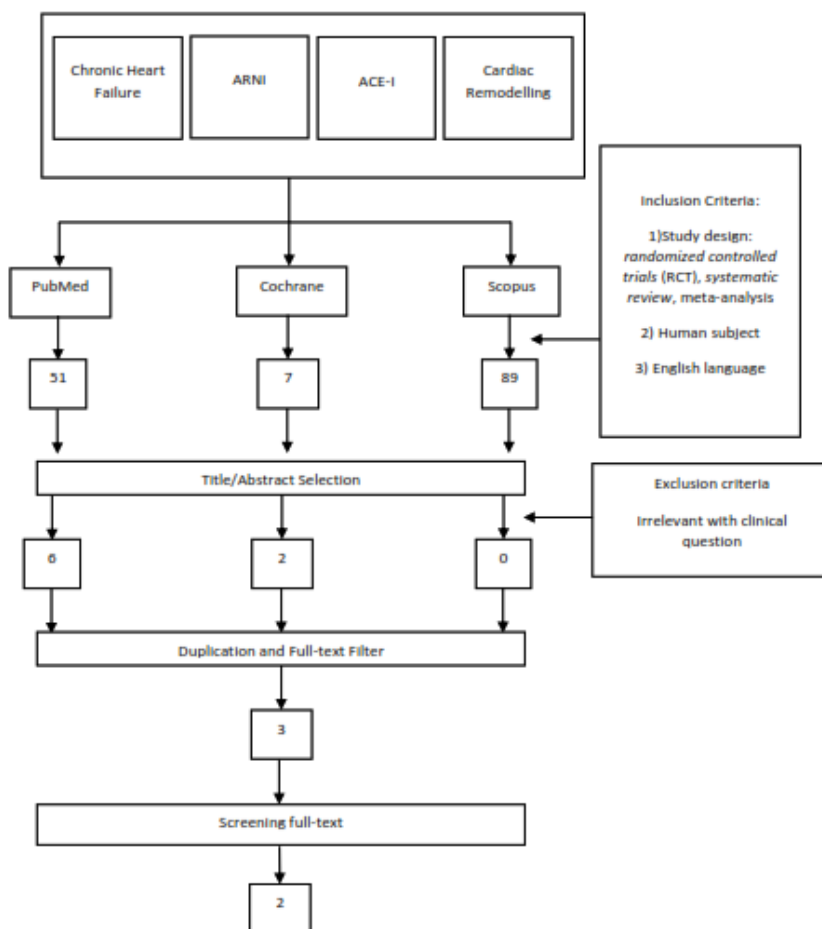 Chronic Heart
Failure
ARNI
ACE-I
Cardiac
Remodelling
Inclusion Criteria:
1)Study design:
randomized controlled
trials (RCT), systematic
review, meta-analysis
2) Human subject
3) English language
PubMed
Cochrane
Scopus
51
7
89
Title/Abstract Selection
Exclusion criteria
Irrelevant with clinical
question
6
2
0
Duplication and Full-text Filter
3
Screening full-text
2